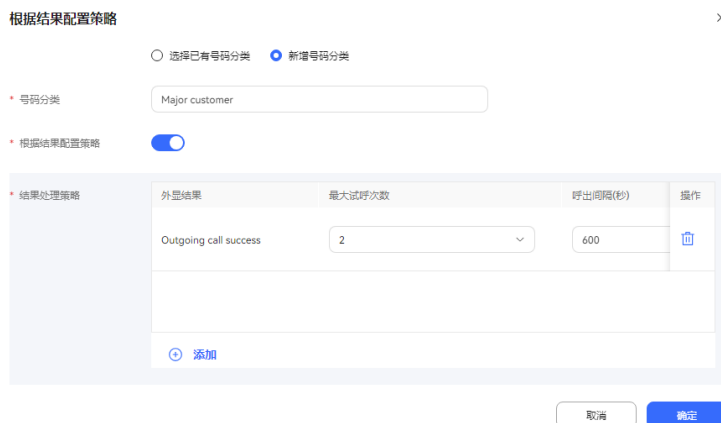 根据结果配置策略
选择已有号码分类 新增号码分类
* 号码分类 Major customer
* 根据结果配置策略
* 结果处理策略 外显结果 最大试呼次数 呼出间隔(秒) 操作
Outgoing call success 2 600
添加
取消 确定